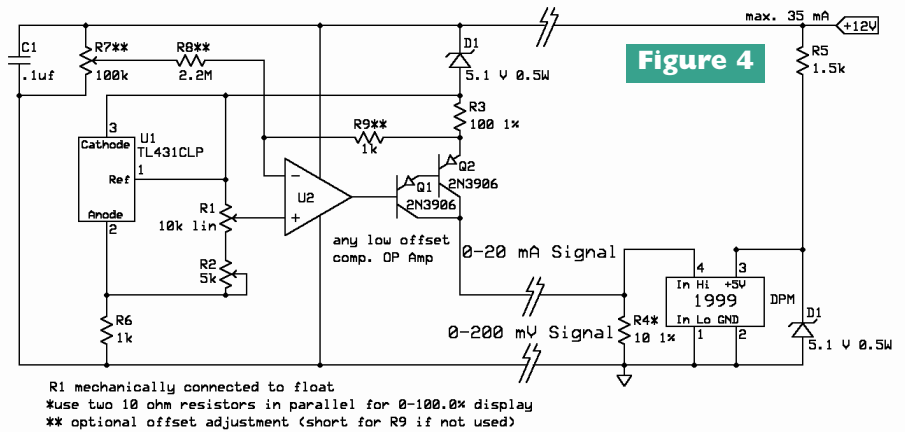 max. 35 mA
+12V
C1
.1uf
R7**
100k
R8**
2.2M
D1
5.1 V 0.5W
Figure 4
R5
1.5k
3
Cathode
U1
TL431CLP
1
Ref
Anode
2
R9**
1k
R3
100 1%
Q2
2N3906
Q1
2N3906
−
U2
+
R1
10k lin
R2
5k
any low offset
comp. OP Amp
0-20 mA Signal
4
3
In Hi +5V
1999
In Lo GND
1
2
DPM
R6
1k
0-200 mV Signal
R4*
10 1%
D1
5.1 V 0.5W
R1 mechanically connected to float
*use two 10 ohm resistors in parallel for 0-100.0% display
** optional offset adjustment (short for R9 if not used)